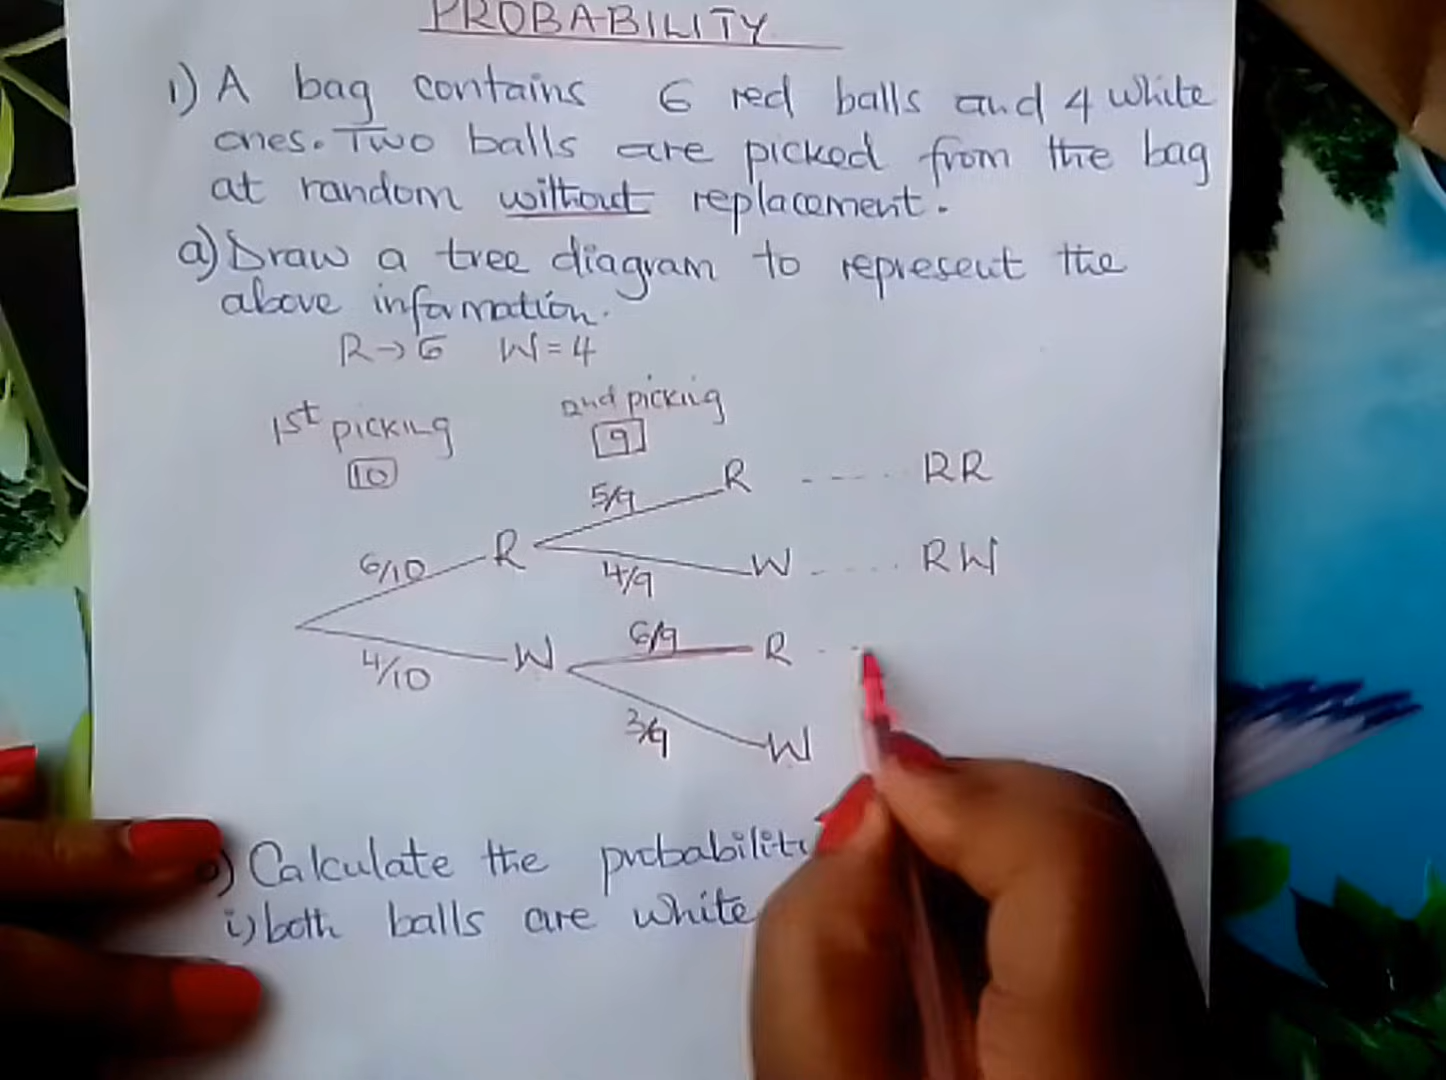 PROBABILITY
1) A bag contains 6 red balls and 4 white
ones. Two balls are picked from the bag
at random without replacement.
a) Draw a tree diagram to represent the
above information.
R→6 W=4
1st picking 2nd picking
10 9
5/9 R RR
6/10 R 4/9 W RW
4/10 W 6/9 R
3/9 W
) Calculate the probability
i) both balls are white